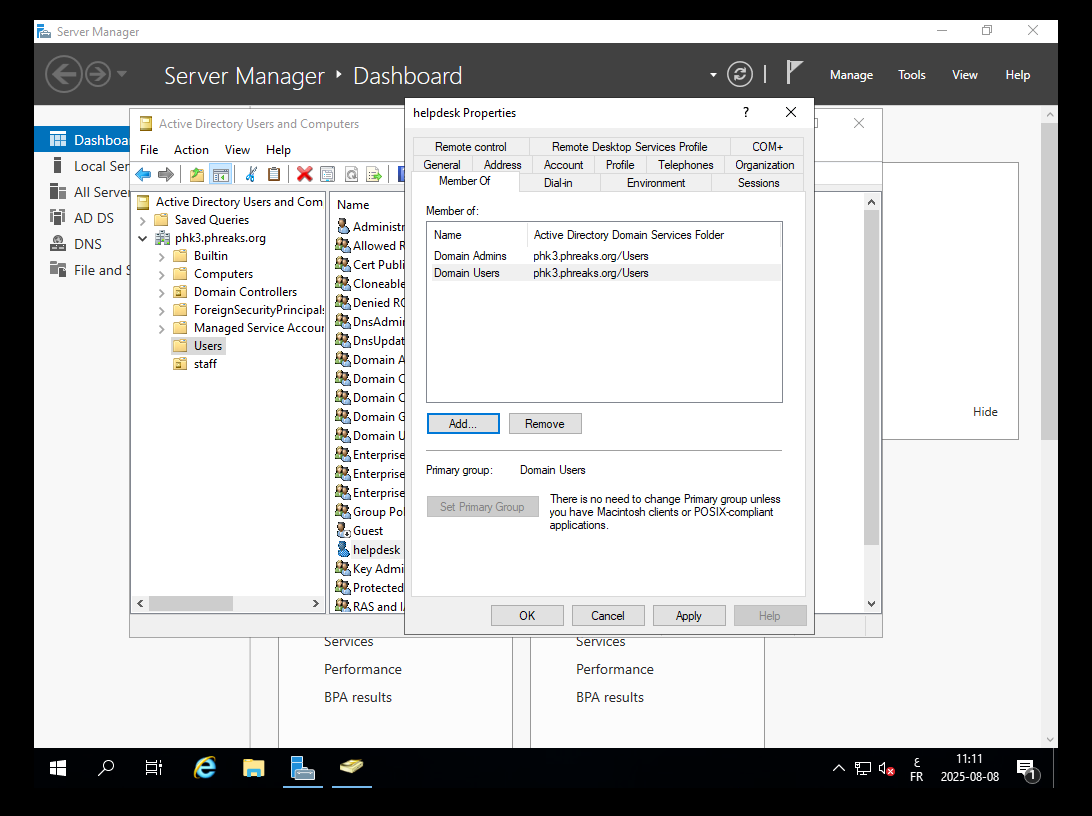 Server Manager
Server Manager ‣ Dashboard
Manage Tools View Help
Dashboa
Local Ser
All Server
AD DS
DNS
File and S
Active Directory Users and Computers
File Action View Help
Active Directory Users and Com
Saved Queries
phk3.phreaks.org
Builtin
Computers
Domain Controllers
ForeignSecurityPrincipals
Managed Service Accour
Users
staff
Name
Administr
Allowed R
Cert Publi
Cloneable
Denied RO
DnsAdmin
DnsUpdat
Domain A
Domain C
Domain C
Domain G
Domain U
Enterprise
Enterprise
Enterprise
Group Pol
Guest
helpdesk
Key Admi
Protected
RAS and IA
helpdesk Properties
?
Remote control Remote Desktop Services Profile COM+
General Address Account Profile Telephones Organization
Member Of Dial-in Environment Sessions
Member of:
Name Active Directory Domain Services Folder
Domain Admins phk3.phreaks.org/Users
Domain Users phk3.phreaks.org/Users
Add... Remove
Primary group: Domain Users
Set Primary Group
There is no need to change Primary group unless
you have Macintosh clients or POSIX-compliant
applications.
OK Cancel Apply Help
Hide
Services
Performance
BPA results
Services
Performance
BPA results
ع
FR
11:11
2025-08-08
1